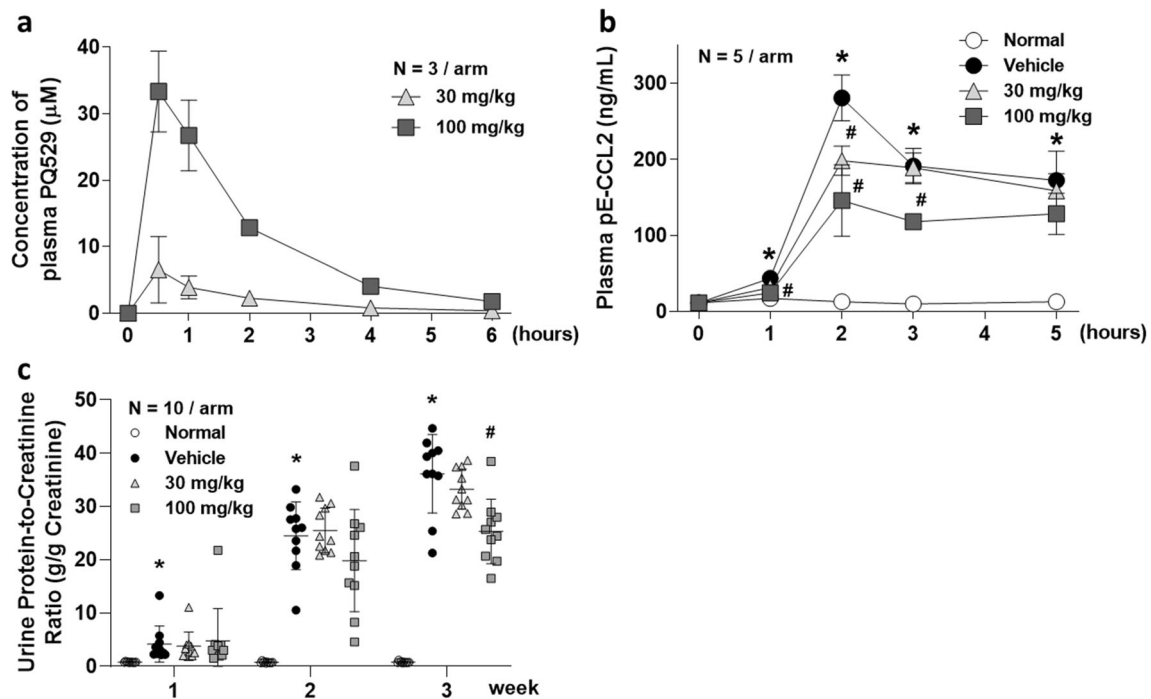 a
Concentration of
plasma PQ529 (μM)
40
30
20
10
0
N = 3 / arm
30 mg/kg
100 mg/kg
0 1 2 3 4 5 6 (hours)
b
Plasma pE-CCL2 (ng/mL)
300
200
100
0
N = 5 / arm
Normal
Vehicle
30 mg/kg
100 mg/kg
* * * *
# # # #
0 1 2 3 4 5 (hours)
c
Urine Protein-to-Creatinine
Ratio (g/g Creatinine)
50
40
30
20
10
0
N = 10 / arm
Normal
Vehicle
30 mg/kg
100 mg/kg
* * * #
1 2 3 week